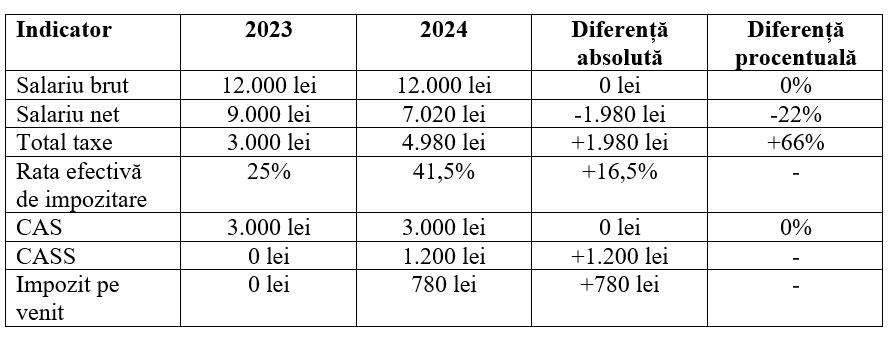 Indicator 2023 2024 Diferență absolută Diferență procentuală
Salariu brut 12.000 lei 12.000 lei 0 lei 0%
Salariu net 9.000 lei 7.020 lei -1.980 lei -22%
Total taxe 3.000 lei 4.980 lei +1.980 lei +66%
Rata efectivă de impozitare 25% 41,5% +16,5% -
CAS 3.000 lei 3.000 lei 0 lei 0%
CASS 0 lei 1.200 lei +1.200 lei -
Impozit pe venit 0 lei 780 lei +780 lei -